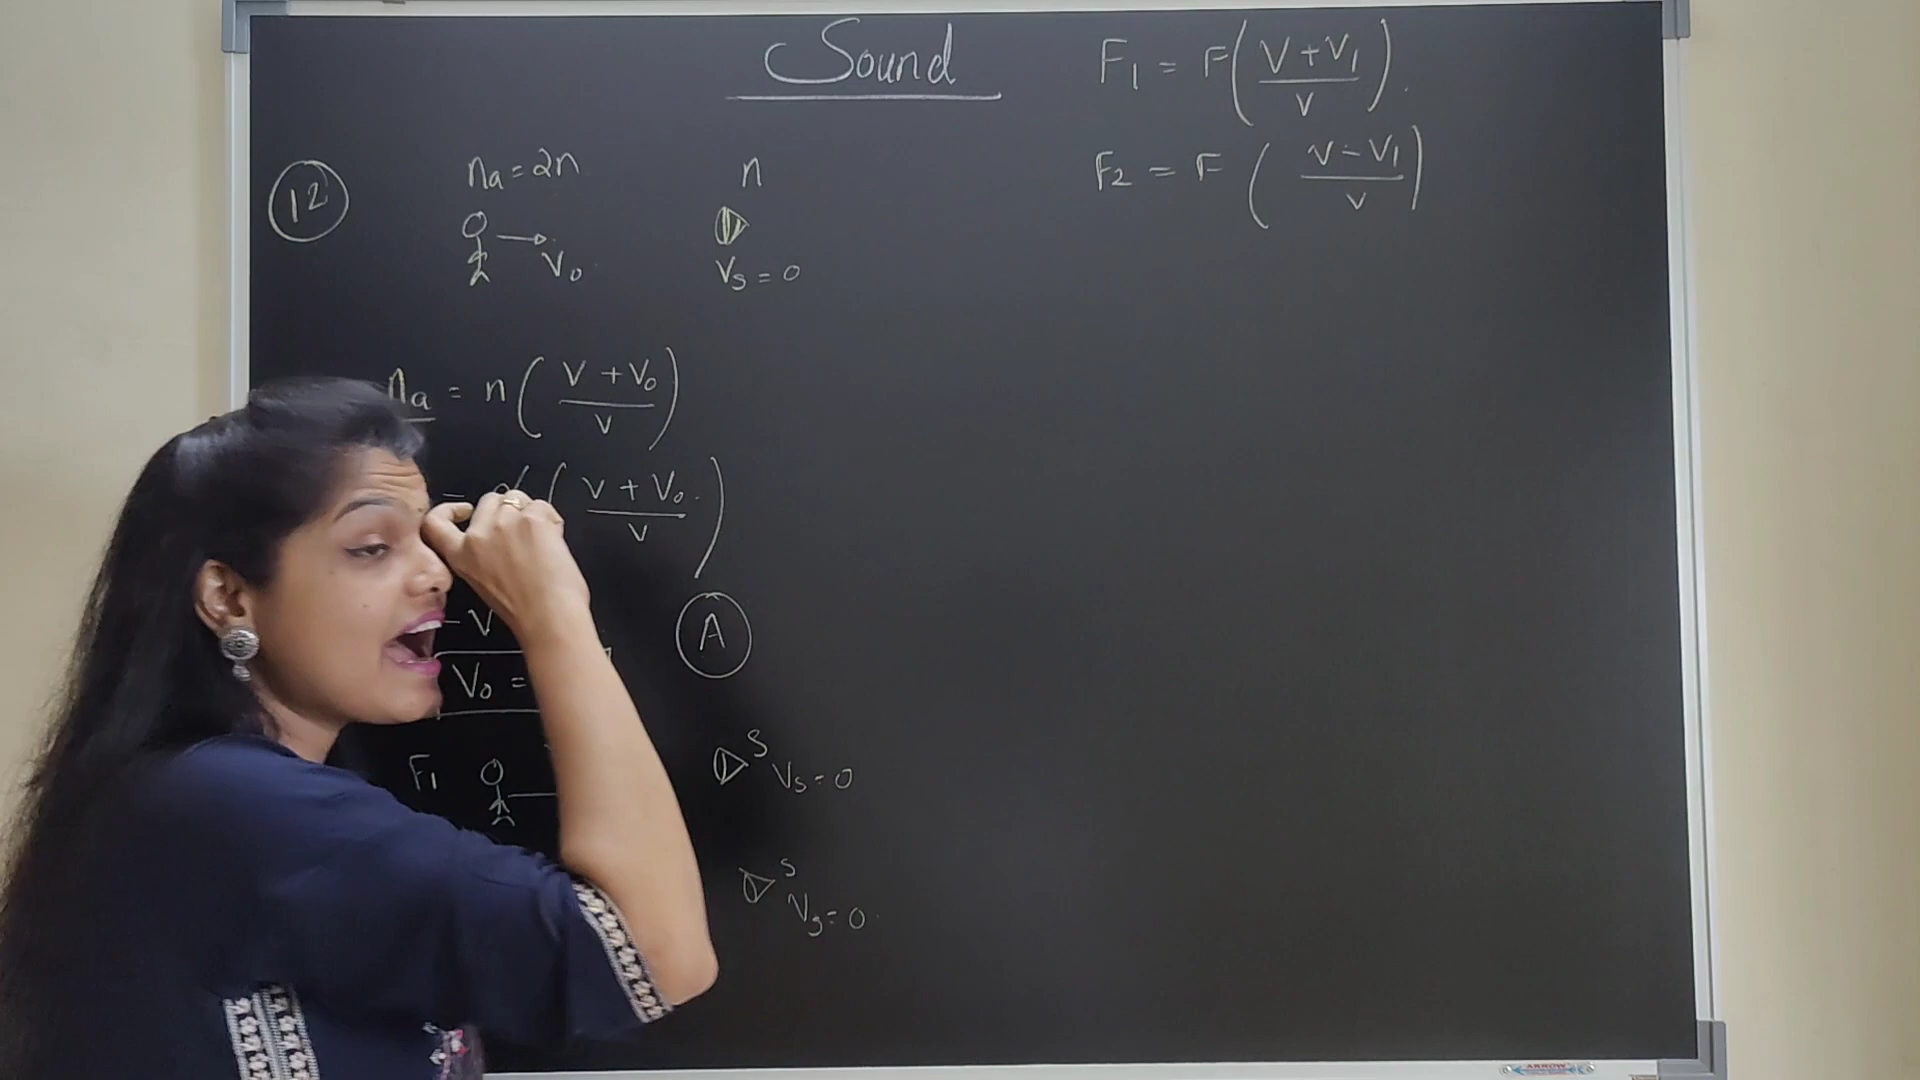 Sound
F₁ = F(V+V₁/V).
F₂ = F(V-V₁/V)
12
na = 2n
n
V₀
Vs = 0
na = n(V+V₀/V)
= n(V+V₀/V)
-V
A
V₀ =
F₁
S
Vs = 0
S
Vs = 0
ARROW